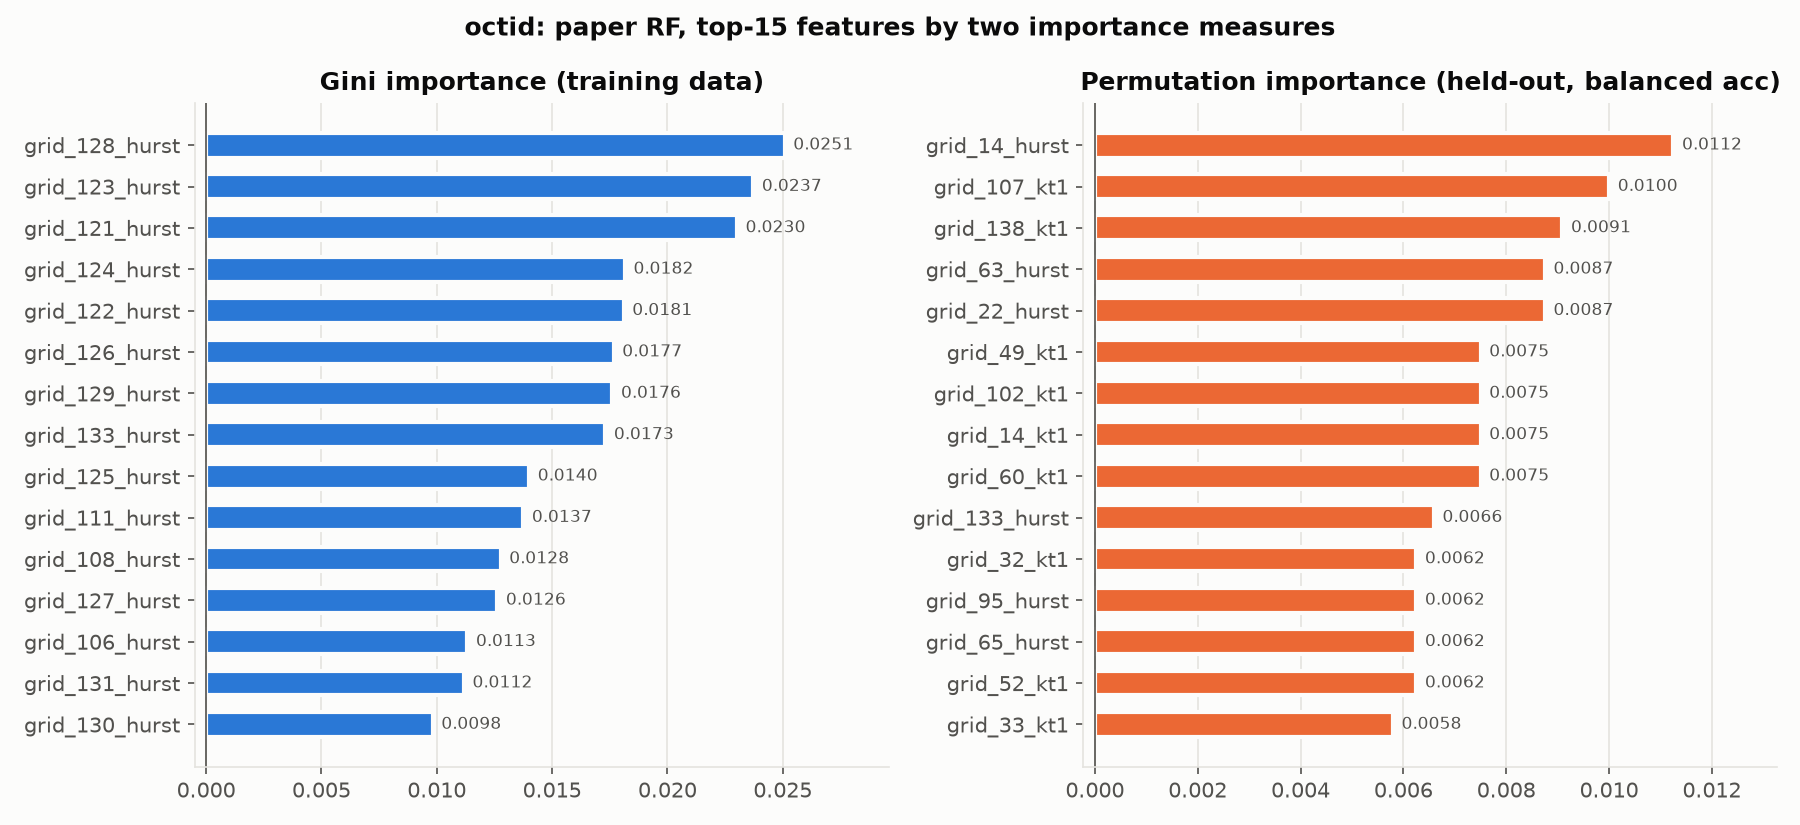 octid: paper RF, top-15 features by two importance measures
Gini importance (training data)
grid_128_hurst 0.0251
grid_123_hurst 0.0237
grid_121_hurst 0.0230
grid_124_hurst 0.0182
grid_122_hurst 0.0181
grid_126_hurst 0.0177
grid_129_hurst 0.0176
grid_133_hurst 0.0173
grid_125_hurst 0.0140
grid_111_hurst 0.0137
grid_108_hurst 0.0128
grid_127_hurst 0.0126
grid_106_hurst 0.0113
grid_131_hurst 0.0112
grid_130_hurst 0.0098
0.000 0.005 0.010 0.015 0.020 0.025
Permutation importance (held-out, balanced acc)
grid_14_hurst 0.0112
grid_107_kt1 0.0100
grid_138_kt1 0.0091
grid_63_hurst 0.0087
grid_22_hurst 0.0087
grid_49_kt1 0.0075
grid_102_kt1 0.0075
grid_14_kt1 0.0075
grid_60_kt1 0.0075
grid_133_hurst 0.0066
grid_32_kt1 0.0062
grid_95_hurst 0.0062
grid_65_hurst 0.0062
grid_52_kt1 0.0062
grid_33_kt1 0.0058
0.000 0.002 0.004 0.006 0.008 0.010 0.012